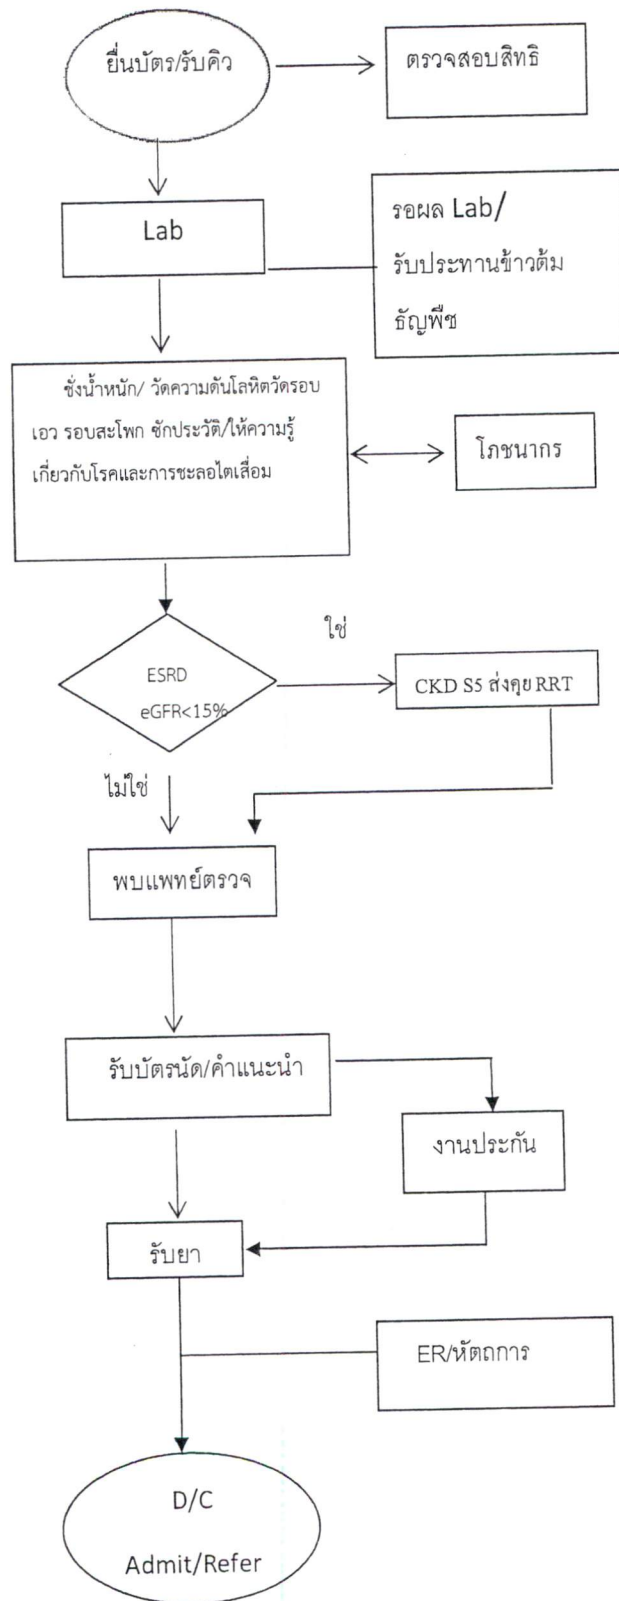 ยื่นบัตร/รับคิว
ตรวจสอบสิทธิ
Lab
รอผล Lab/
รับประทานข้าวต้ม
ธัญพืช
ชั่งน้ำหนัก/ วัดความดันโลหิตวัดรอบ
เอว รอบสะโพก ซักประวัติ/ให้ความรู้
เกี่ยวกับโรคและการชะลอไตเสื่อม
โภชนากร
ใช่
ESRD
eGFR<15%
CKD S5 ส่งคุย RRT
ไม่ใช่
พบแพทย์ตรวจ
รับบัตรนัด/คำแนะนำ
งานประกัน
รับยา
ER/หัตถการ
D/C
Admit/Refer